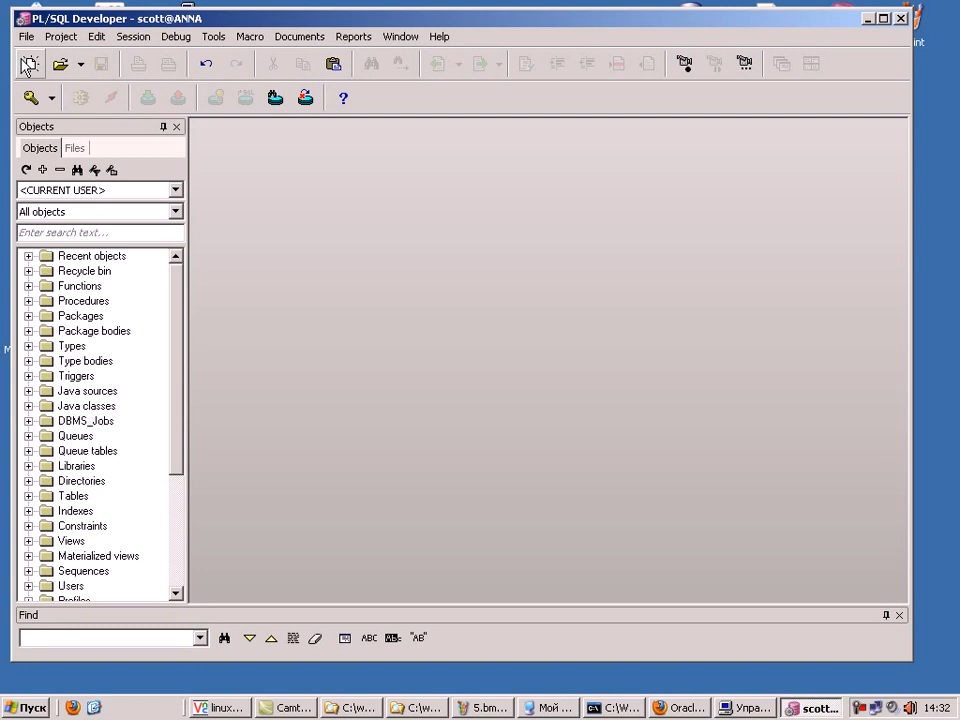 PL/SQL Developer - scott@ANNA
File Project Edit Session Debug Tools Macro Documents Reports Window Help
Objects
Objects Files
<CURRENT USER>
All objects
Enter search text...
Recent objects
Recycle bin
Functions
Procedures
Packages
Package bodies
Types
Type bodies
Triggers
Java sources
Java classes
DBMS_Jobs
Queues
Queue tables
Libraries
Directories
Tables
Indexes
Constraints
Views
Materialized views
Sequences
Users
Profiles
Find
ABC "AB"
Пуск linux... Camt... C:\w... C:\w... 5.bm... Мой ... C:\W... Oracl... Упра... scott... 14:32